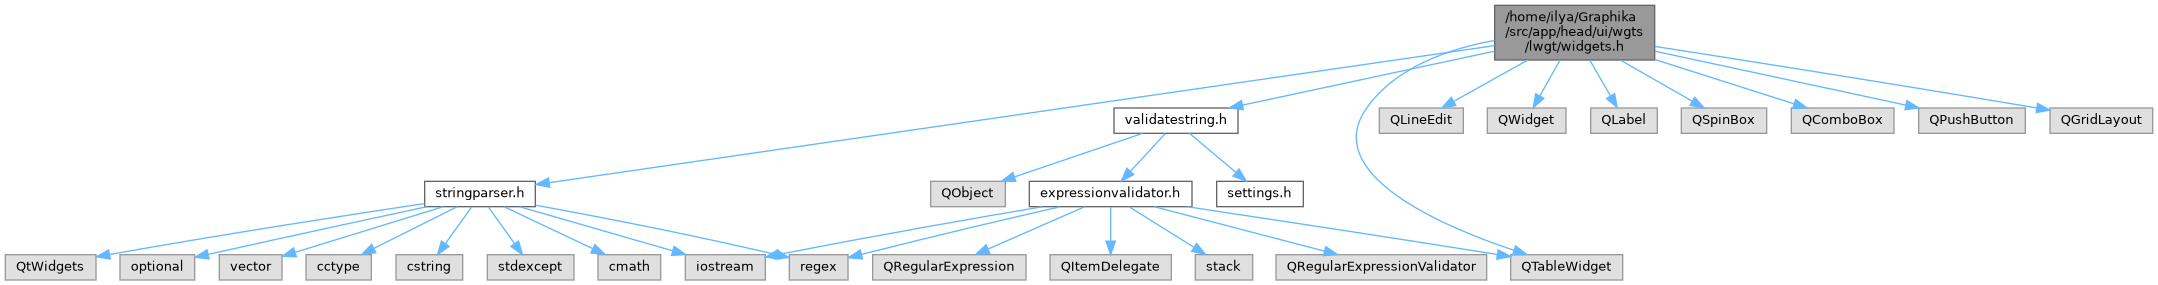 /home/ilya/Graphika
/src/app/head/ui/wgts
/lwgt/widgets.h
validatestring.h
QLineEdit
QWidget
QLabel
QSpinBox
QComboBox
QPushButton
QGridLayout
stringparser.h
QObject
expressionvalidator.h
settings.h
QtWidgets
optional
vector
cctype
cstring
stdexcept
cmath
iostream
regex
QRegularExpression
QItemDelegate
stack
QRegularExpressionValidator
QTableWidget